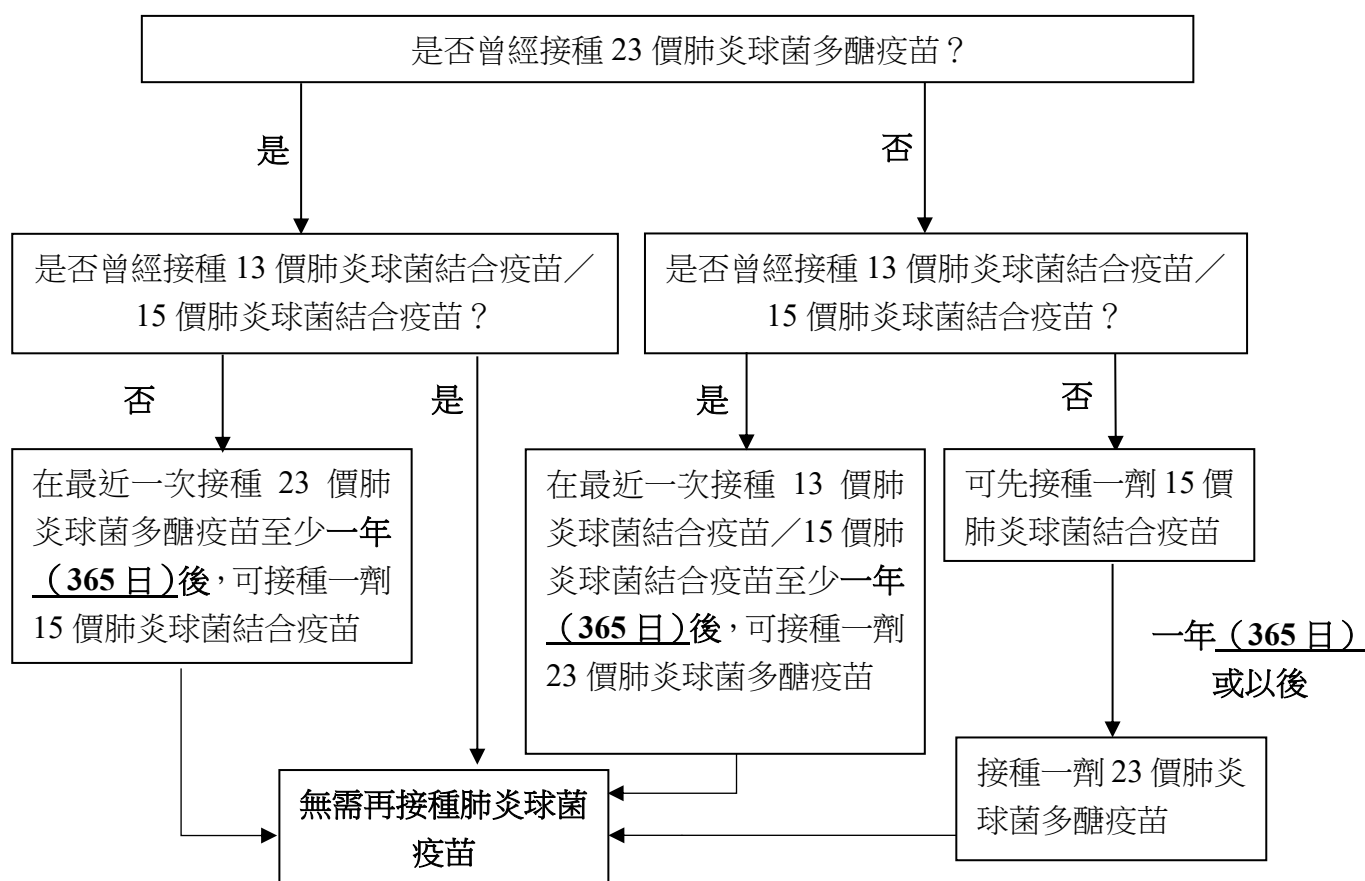 是否曾經接種 23 價肺炎球菌多醣疫苗？
是
否
是否曾經接種 13 價肺炎球菌結合疫苗／
15 價肺炎球菌結合疫苗？
是否曾經接種 13 價肺炎球菌結合疫苗／
15 價肺炎球菌結合疫苗？
否
是
是
否
在最近一次接種 23 價肺
炎球菌多醣疫苗至少一年
（365 日）後，可接種一劑
15 價肺炎球菌結合疫苗
在最近一次接種 13 價肺
炎球菌結合疫苗／15 價肺
炎球菌結合疫苗至少一年
（365 日）後，可接種一劑
23 價肺炎球菌多醣疫苗
可先接種一劑 15 價
肺炎球菌結合疫苗
一年（365 日）
或以後
接種一劑 23 價肺炎
球菌多醣疫苗
無需再接種肺炎球菌
疫苗